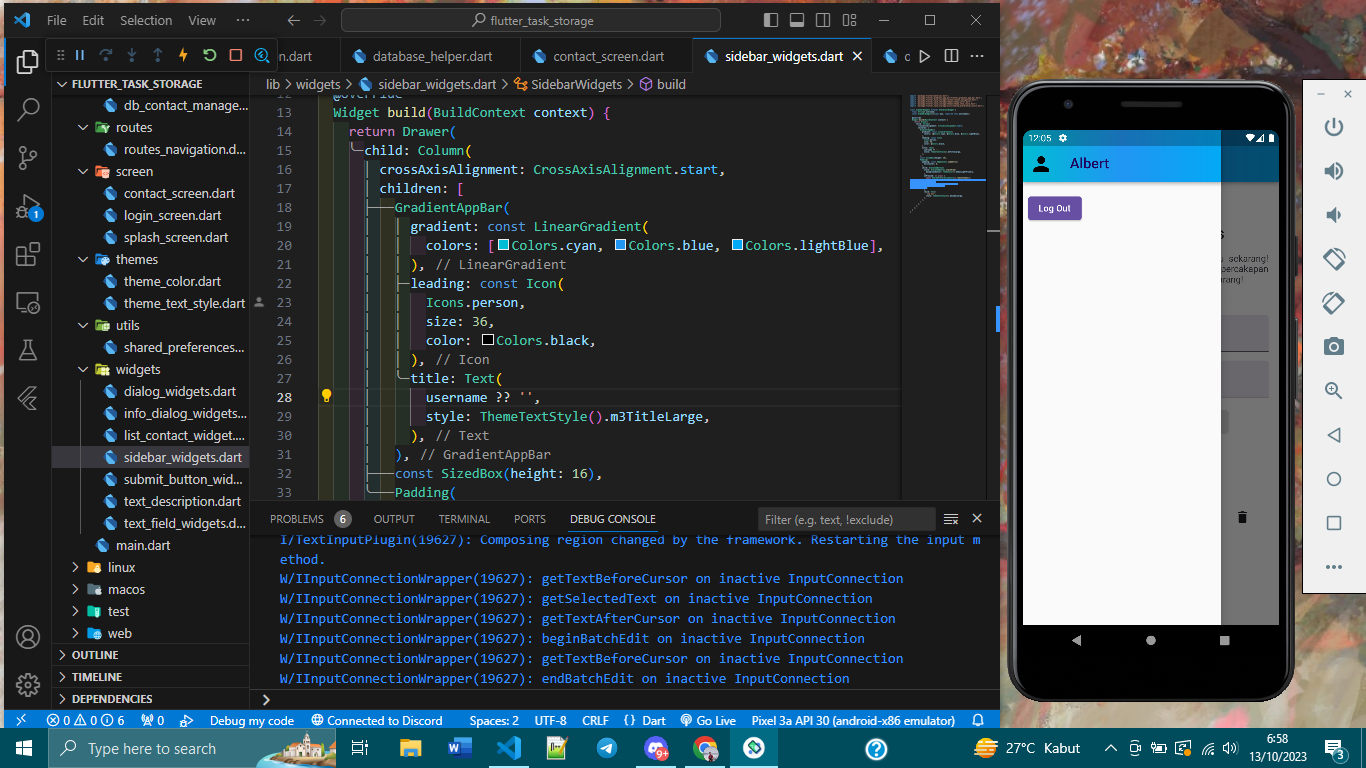 File Edit Selection View ··· flutter_task_storage
n.dart database_helper.dart contact_screen.dart sidebar_widgets.dart
FLUTTER_TASK_STORAGE
lib > widgets > sidebar_widgets.dart > SidebarWidgets > build
db_contact_manage...
routes
routes_navigation.d...
screen
contact_screen.dart
login_screen.dart
splash_screen.dart
themes
theme_color.dart
theme_text_style.dart
utils
shared_preferences...
widgets
dialog_widgets.dart
info_dialog_widgets...
list_contact_widget....
sidebar_widgets.dart
submit_button_wid...
text_description.dart
text_field_widgets.d...
main.dart
linux
macos
test
web
OUTLINE
TIMELINE
DEPENDENCIES
1
12 @override
13 Widget build(BuildContext context) {
14 return Drawer(
15 child: Column(
16 crossAxisAlignment: CrossAxisAlignment.start,
17 children: [
18 GradientAppBar(
19 gradient: const LinearGradient(
20 colors: [Colors.cyan, Colors.blue, Colors.lightBlue],
21 ), // LinearGradient
22 leading: const Icon(
23 Icons.person,
24 size: 36,
25 color: Colors.black,
26 ), // Icon
27 title: Text(
28 username ?? '',
29 style: ThemeTextStyle().m3TitleLarge,
30 ), // Text
31 ), // GradientAppBar
32 const SizedBox(height: 16),
33 Padding(
PROBLEMS 6 OUTPUT TERMINAL PORTS DEBUG CONSOLE Filter (e.g. text, !exclude)
I/TextInputPlugin(19627): Composing region changed by the framework. Restarting the input m
ethod.
W/IInputConnectionWrapper(19627): getTextBeforeCursor on inactive InputConnection
W/IInputConnectionWrapper(19627): getSelectedText on inactive InputConnection
W/IInputConnectionWrapper(19627): getTextAfterCursor on inactive InputConnection
W/IInputConnectionWrapper(19627): beginBatchEdit on inactive InputConnection
W/IInputConnectionWrapper(19627): getTextBeforeCursor on inactive InputConnection
W/IInputConnectionWrapper(19627): endBatchEdit on inactive InputConnection
0 0 6 0 Debug my code Connected to Discord Spaces: 2 UTF-8 CRLF {} Dart Go Live Pixel 3a API 30 (android-x86 emulator)
12:05
Albert
Log Out
s
u sekarang!
percakapan
rang!
Type here to search
9+
27°C Kabut
6:58
13/10/2023
3